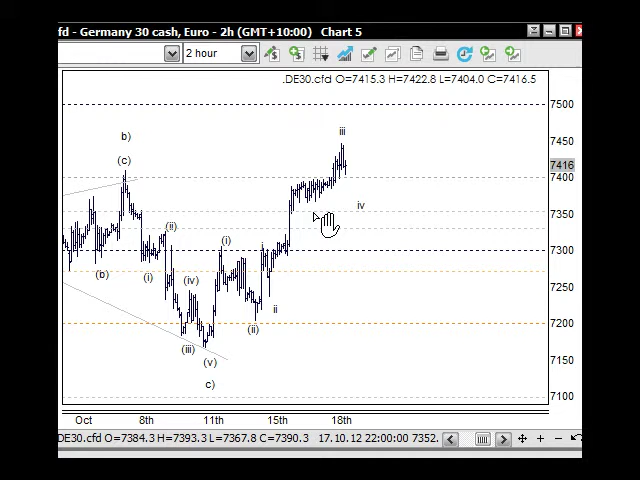 fd - Germany 30 cash, Euro - 2h (GMT+10:00) Chart 5
2 hour
.DE30.cfd O=7415.3 H=7422.8 L=7404.0 C=7416.5
7500
iii
b)
7450
(c)
7416
7400
iv
7350
(ii)
(i)
7300
(b)
(i)
(iv)
7250
ii
7200
(ii)
(iii)
(v)
7150
c)
7100
Oct 8th 11th 15th 18th
DE30.cfd O=7384.3 H=7393.3 L=7367.8 C=7390.3 17.10.12 22:00:00 7352.